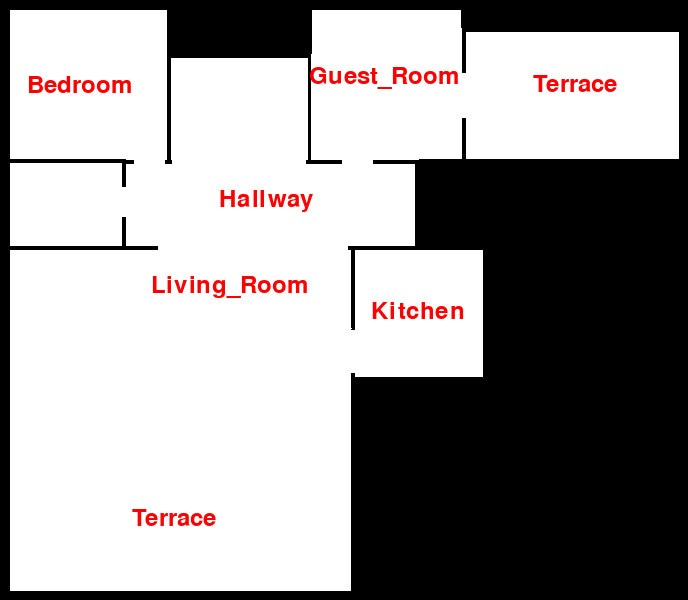 Bedroom
Guest_Room
Terrace
Hallway
Living_Room
Kitchen
Terrace